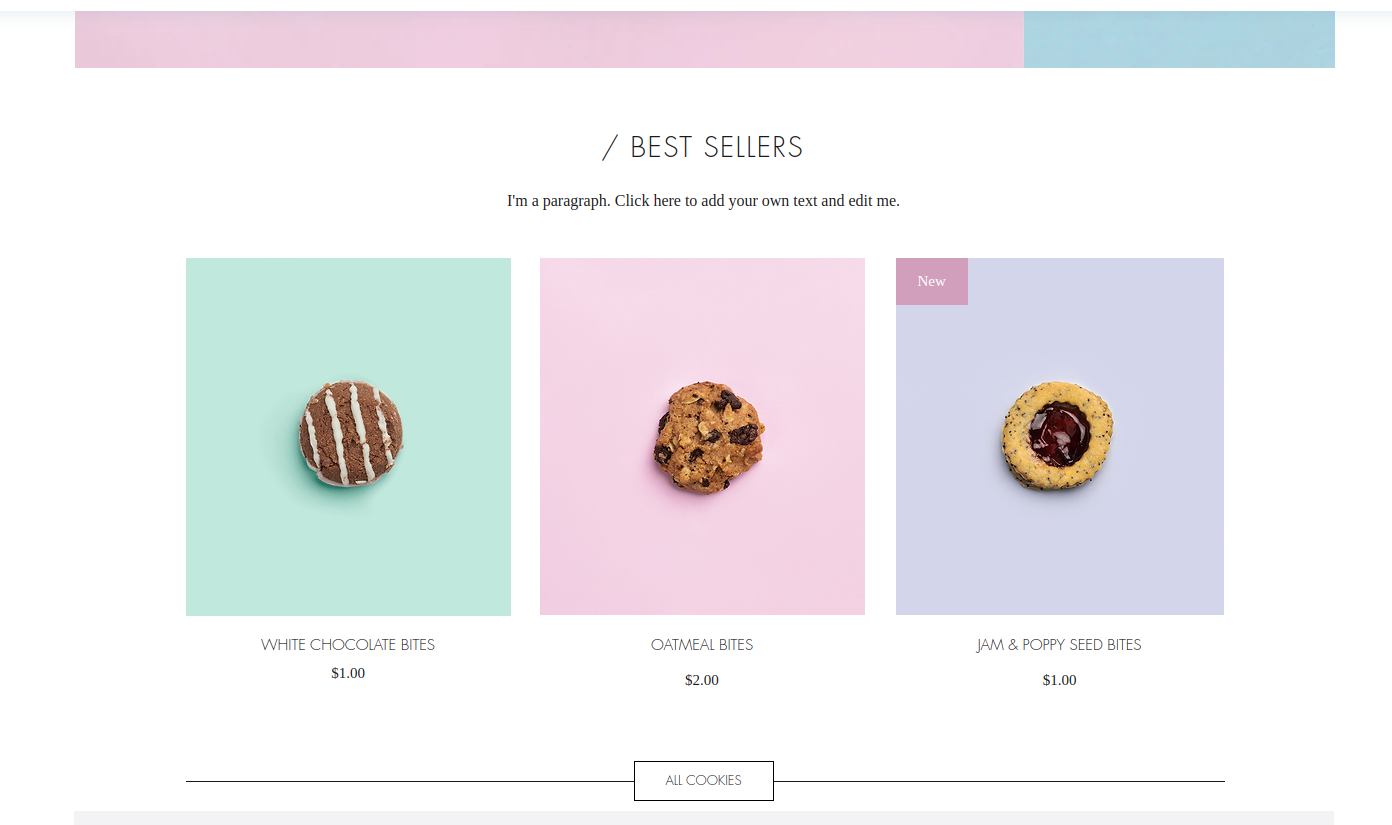 / BEST SELLERS
I'm a paragraph. Click here to add your own text and edit me.
New
WHITE CHOCOLATE BITES
$1.00
OATMEAL BITES
$2.00
JAM & POPPY SEED BITES
$1.00
ALL COOKIES